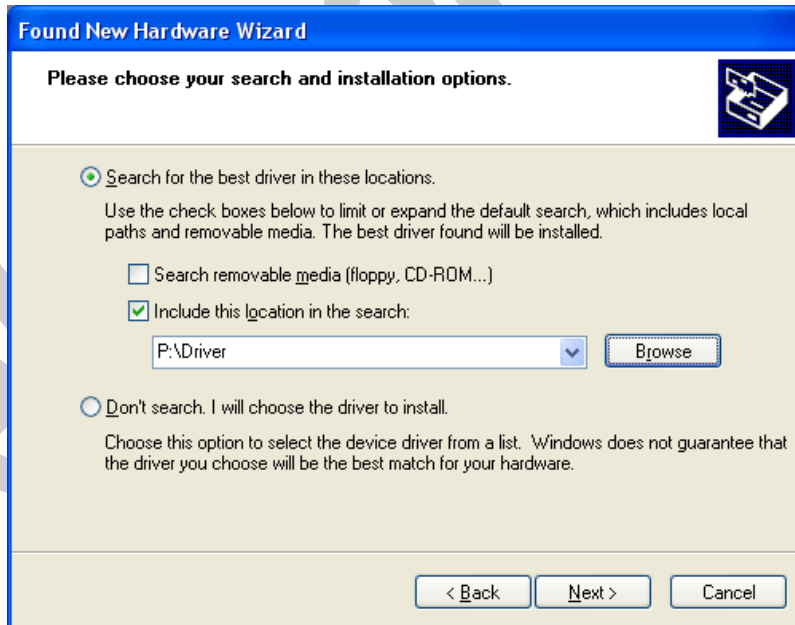 Found New Hardware Wizard
Please choose your search and installation options.
Search for the best driver in these locations.
Use the check boxes below to limit or expand the default search, which includes local
paths and removable media. The best driver found will be installed.
Search removable media (floppy, CD-ROM...)
Include this location in the search:
P:\Driver
Browse
Don't search. I will choose the driver to install.
Choose this option to select the device driver from a list. Windows does not guarantee that
the driver you choose will be the best match for your hardware.
< Back Next > Cancel